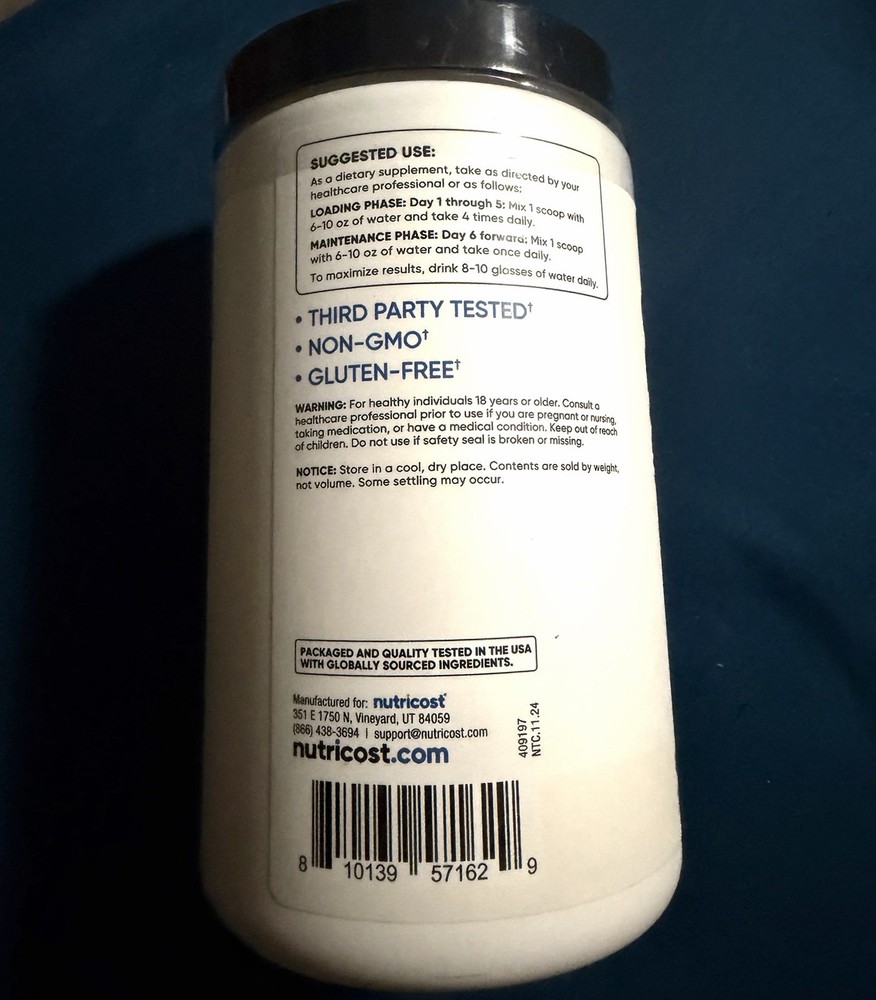 SUGGESTED USE:
As a dietary supplement, take as directed by your
healthcare professional or as follows:
LOADING PHASE: Day 1 through 5: Mix 1 scoop with
6-10 oz of water and take 4 times daily.
MAINTENANCE PHASE: Day 6 forward: Mix 1 scoop
with 6-10 oz of water and take once daily.
To maximize results, drink 8-10 glasses of water daily.
• THIRD PARTY TESTED†
• NON-GMO†
• GLUTEN-FREE†
WARNING: For healthy individuals 18 years or older. Consult a
healthcare professional prior to use if you are pregnant or nursing,
taking medication, or have a medical condition. Keep out of reach
of children. Do not use if safety seal is broken or missing.
NOTICE: Store in a cool, dry place. Contents are sold by weight,
not volume. Some settling may occur.
PACKAGED AND QUALITY TESTED IN THE USA
WITH GLOBALLY SOURCED INGREDIENTS.
Manufactured for: nutricost
351 E 1750 N, Vineyard, UT 84059
(866) 438-3694 | support@nutricost.com
nutricost.com
409197
NTC.11.24
8 10139 57162 9